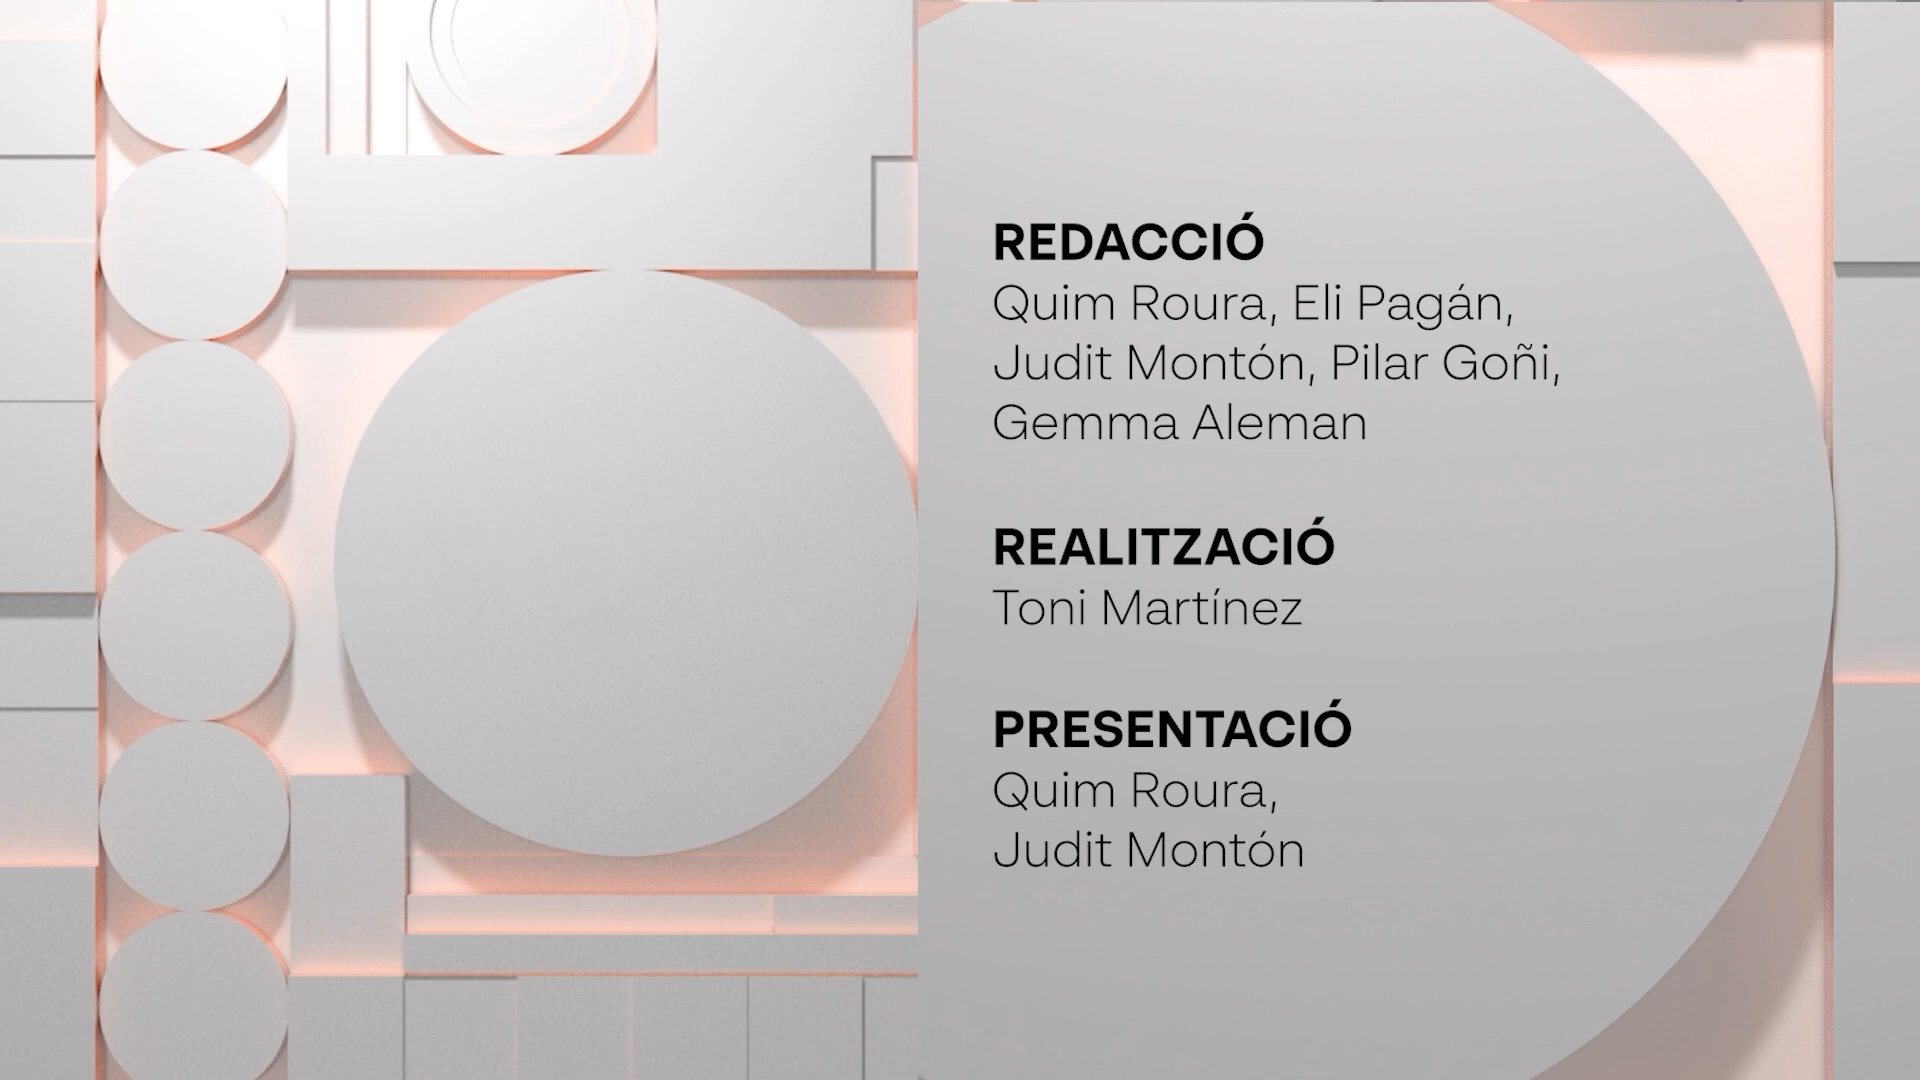 REDACCIÓ
Quim Roura, Eli Pagán,
Judit Montón, Pilar Goñi,
Gemma Aleman
REALITZACIÓ
Toni Martínez
PRESENTACIÓ
Quim Roura,
Judit Montón